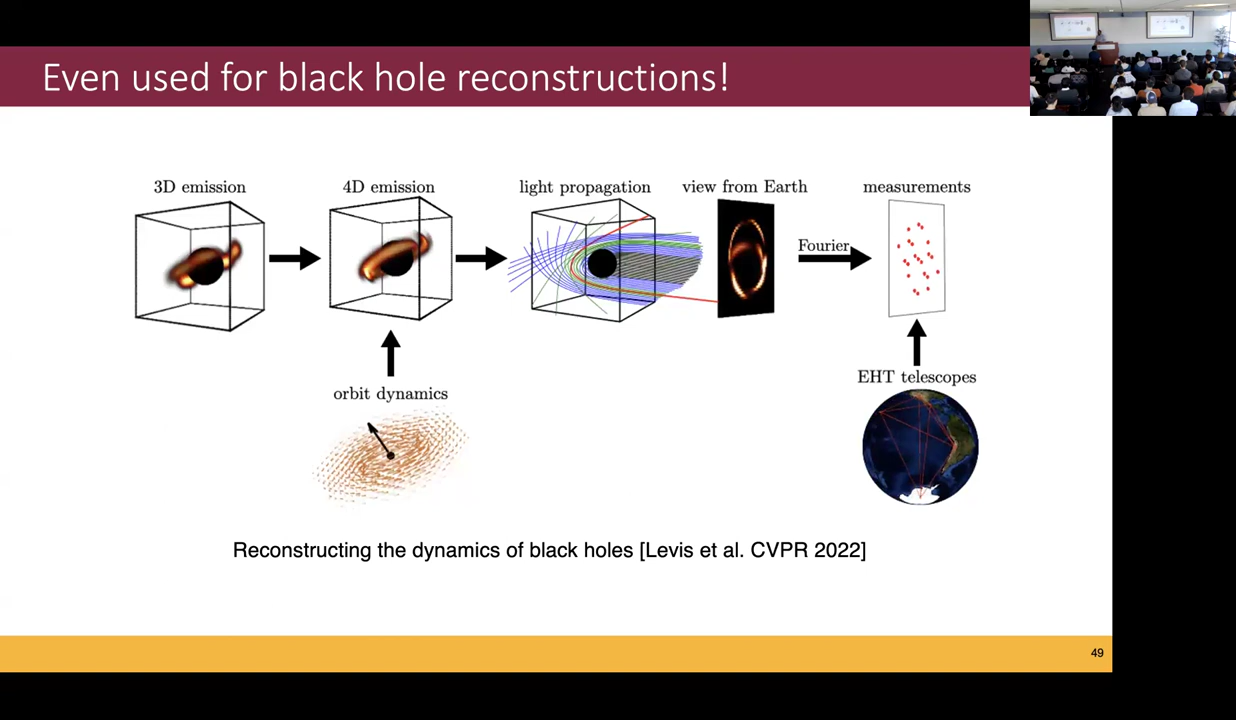 Even used for black hole reconstructions!
3D emission
4D emission
light propagation
view from Earth
measurements
Fourier
orbit dynamics
EHT telescopes
Reconstructing the dynamics of black holes [Levis et al. CVPR 2022]
49